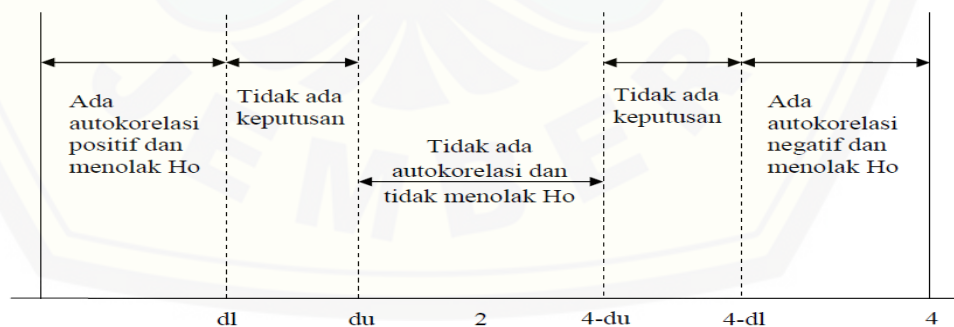 Ada
autokorelasi
positif dan
menolak Ho
Tidak ada
keputusan
Tidak ada
autokorelasi dan
tidak menolak Ho
Tidak ada
keputusan
Ada
autokorelasi
negatif dan
menolak Ho
dl
du
2
4-du
4-dl
4
JEMBER